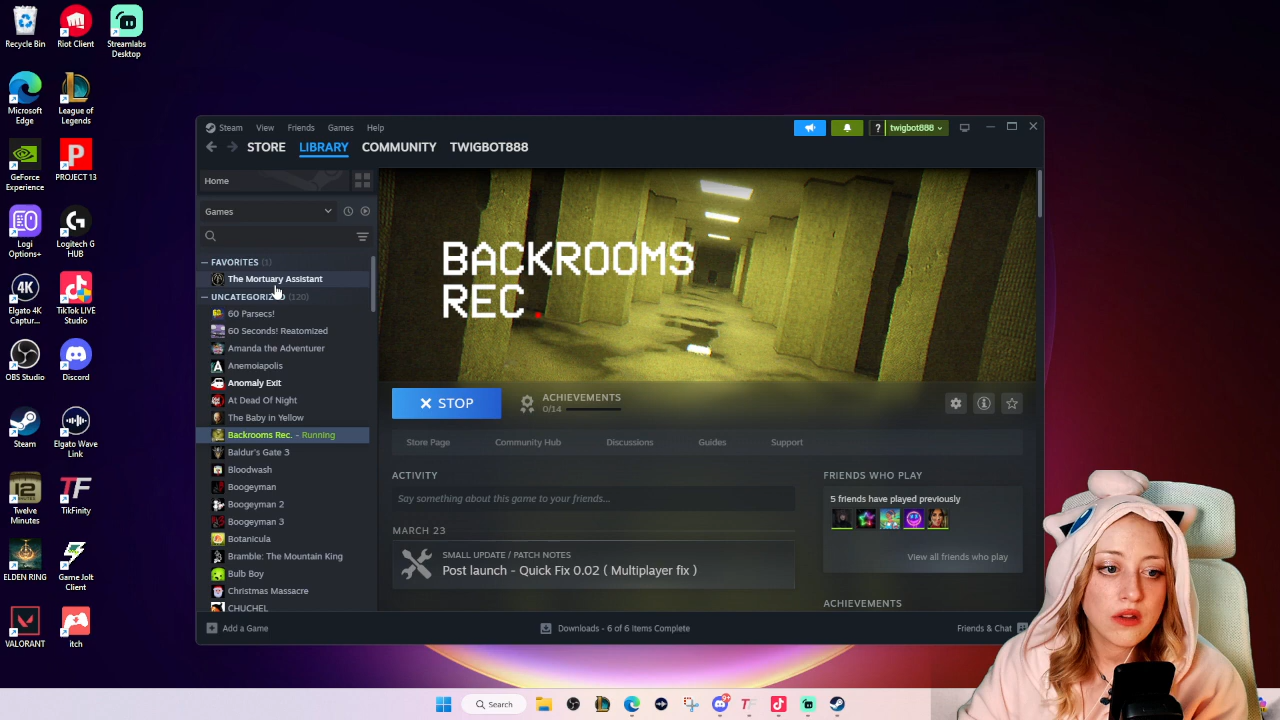 Recycle Bin
Riot Client
Streamlabs Desktop
Microsoft Edge
League of Legends
GeForce Experience
PROJECT 13
Logi Options+
Logitech G HUB
Elgato 4K Captur...
TikTok LIVE Studio
OBS Studio
Discord
Steam
Elgato Wave Link
Twelve Minutes
TikFinity
ELDEN RING
Game Jolt Client
VALORANT
itch
Steam View Friends Games Help
? twigbot888
STORE LIBRARY COMMUNITY TWIGBOT888
Home
Games
FAVORITES (1)
The Mortuary Assistant
UNCATEGORIZED (120)
60 Parsecs!
60 Seconds! Reatomized
Amanda the Adventurer
Anemoiapolis
Anomaly Exit
At Dead Of Night
The Baby in Yellow
Backrooms Rec. - Running
Baldur's Gate 3
Bloodwash
Boogeyman
Boogeyman 2
Boogeyman 3
Botanicula
Bramble: The Mountain King
Bulb Boy
Christmas Massacre
CHUCHEL
Add a Game
BACKROOMS
REC.
STOP
ACHIEVEMENTS
0/14
Store Page Community Hub Discussions Guides Support
ACTIVITY
Say something about this game to your friends...
MARCH 23
SMALL UPDATE / PATCH NOTES
Post launch - Quick Fix 0.02 ( Multiplayer fix )
FRIENDS WHO PLAY
5 friends have played previously
View all friends who play
ACHIEVEMENTS
Downloads - 6 of 6 Items Complete
Friends & Chat
Search